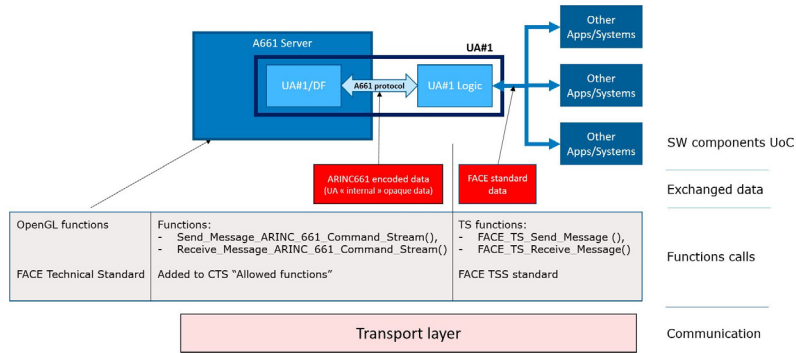 A661 Server
UA#1
UA#1/DF
A661 protocol
UA#1 Logic
Other
Apps/Systems
Other
Apps/Systems
Other
Apps/Systems
SW components UoC
ARINC661 encoded data
(UA « internal » opaque data)
FACE standard
data
Exchanged data
OpenGL functions
FACE Technical Standard
Functions:
- Send_Message_ARINC_661_Command_Stream(),
- Receive_Message_ARINC_661_Command_Stream()
Added to CTS “Allowed functions”
TS functions:
- FACE_TS_Send_Message (),
- FACE_TS_Receive_Message()
FACE TSS standard
Functions calls
Transport layer
Communication